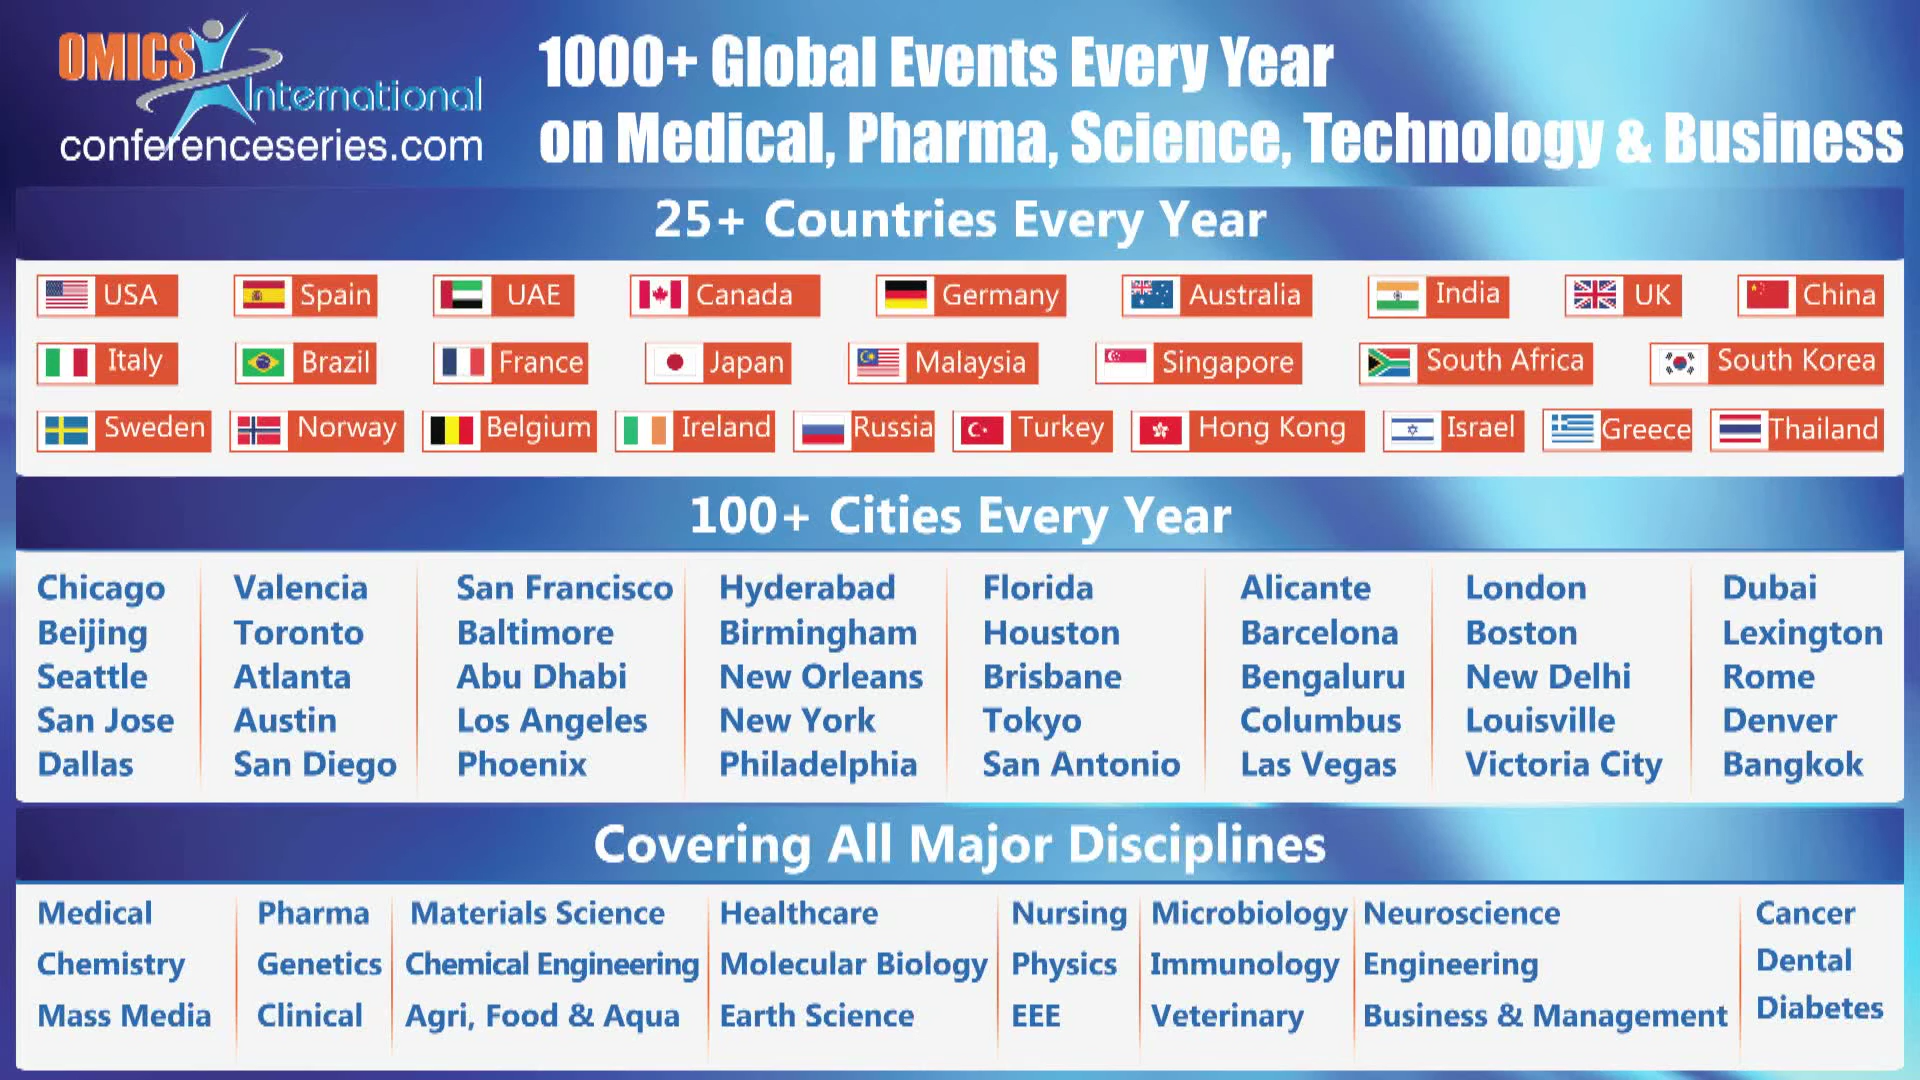 OMICS
International
conferenceseries.com
1000+ Global Events Every Year
on Medical, Pharma, Science, Technology & Business
25+ Countries Every Year
USA Spain UAE Canada Germany Australia India UK China
Italy Brazil France Japan Malaysia Singapore South Africa South Korea
Sweden Norway Belgium Ireland Russia Turkey Hong Kong Israel Greece Thailand
100+ Cities Every Year
Chicago Valencia San Francisco Hyderabad Florida Alicante London Dubai
Beijing Toronto Baltimore Birmingham Houston Barcelona Boston Lexington
Seattle Atlanta Abu Dhabi New Orleans Brisbane Bengaluru New Delhi Rome
San Jose Austin Los Angeles New York Tokyo Columbus Louisville Denver
Dallas San Diego Phoenix Philadelphia San Antonio Las Vegas Victoria City Bangkok
Covering All Major Disciplines
Medical Pharma Materials Science Healthcare Nursing Microbiology Neuroscience Cancer
Chemistry Genetics Chemical Engineering Molecular Biology Physics Immunology Engineering Dental
Mass Media Clinical Agri, Food & Aqua Earth Science EEE Veterinary Business & Management Diabetes